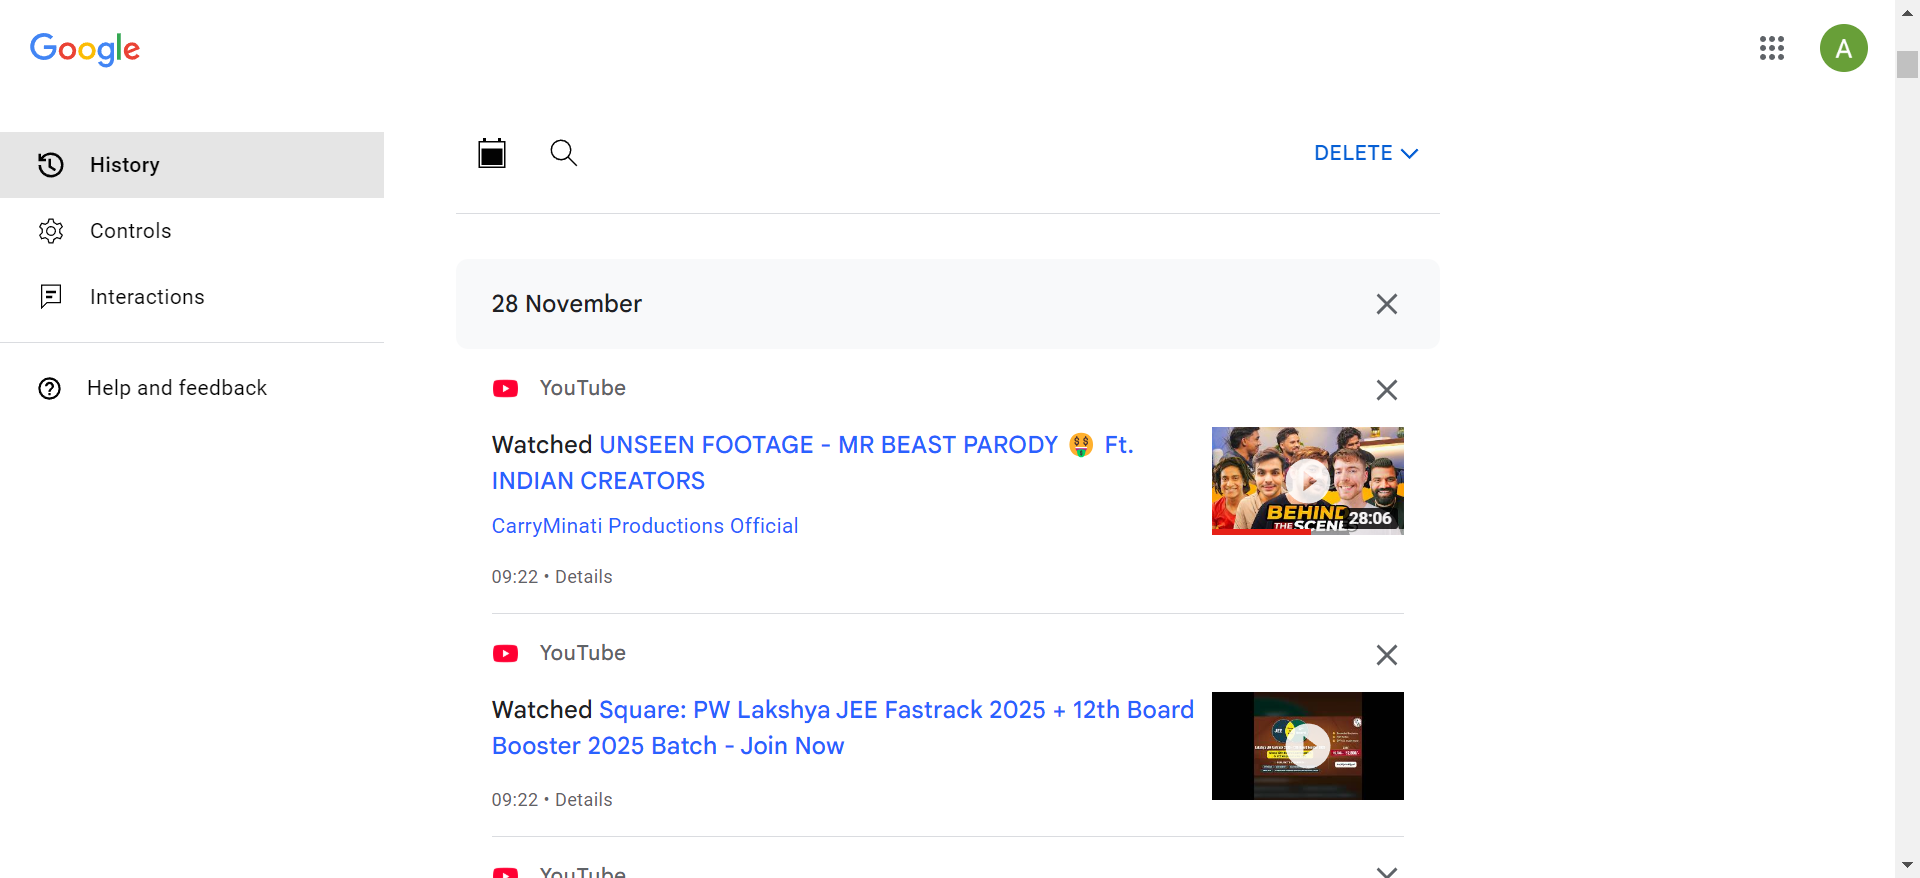 Google
A
History
Controls
Interactions
Help and feedback
DELETE
28 November
YouTube
Watched UNSEEN FOOTAGE - MR BEAST PARODY 🤑 Ft.
INDIAN CREATORS
CarryMinati Productions Official
09:22 • Details
BEHIND
THE SCENE
28:06
YouTube
Watched Square: PW Lakshya JEE Fastrack 2025 + 12th Board
Booster 2025 Batch - Join Now
09:22 • Details
JEE
YouTube